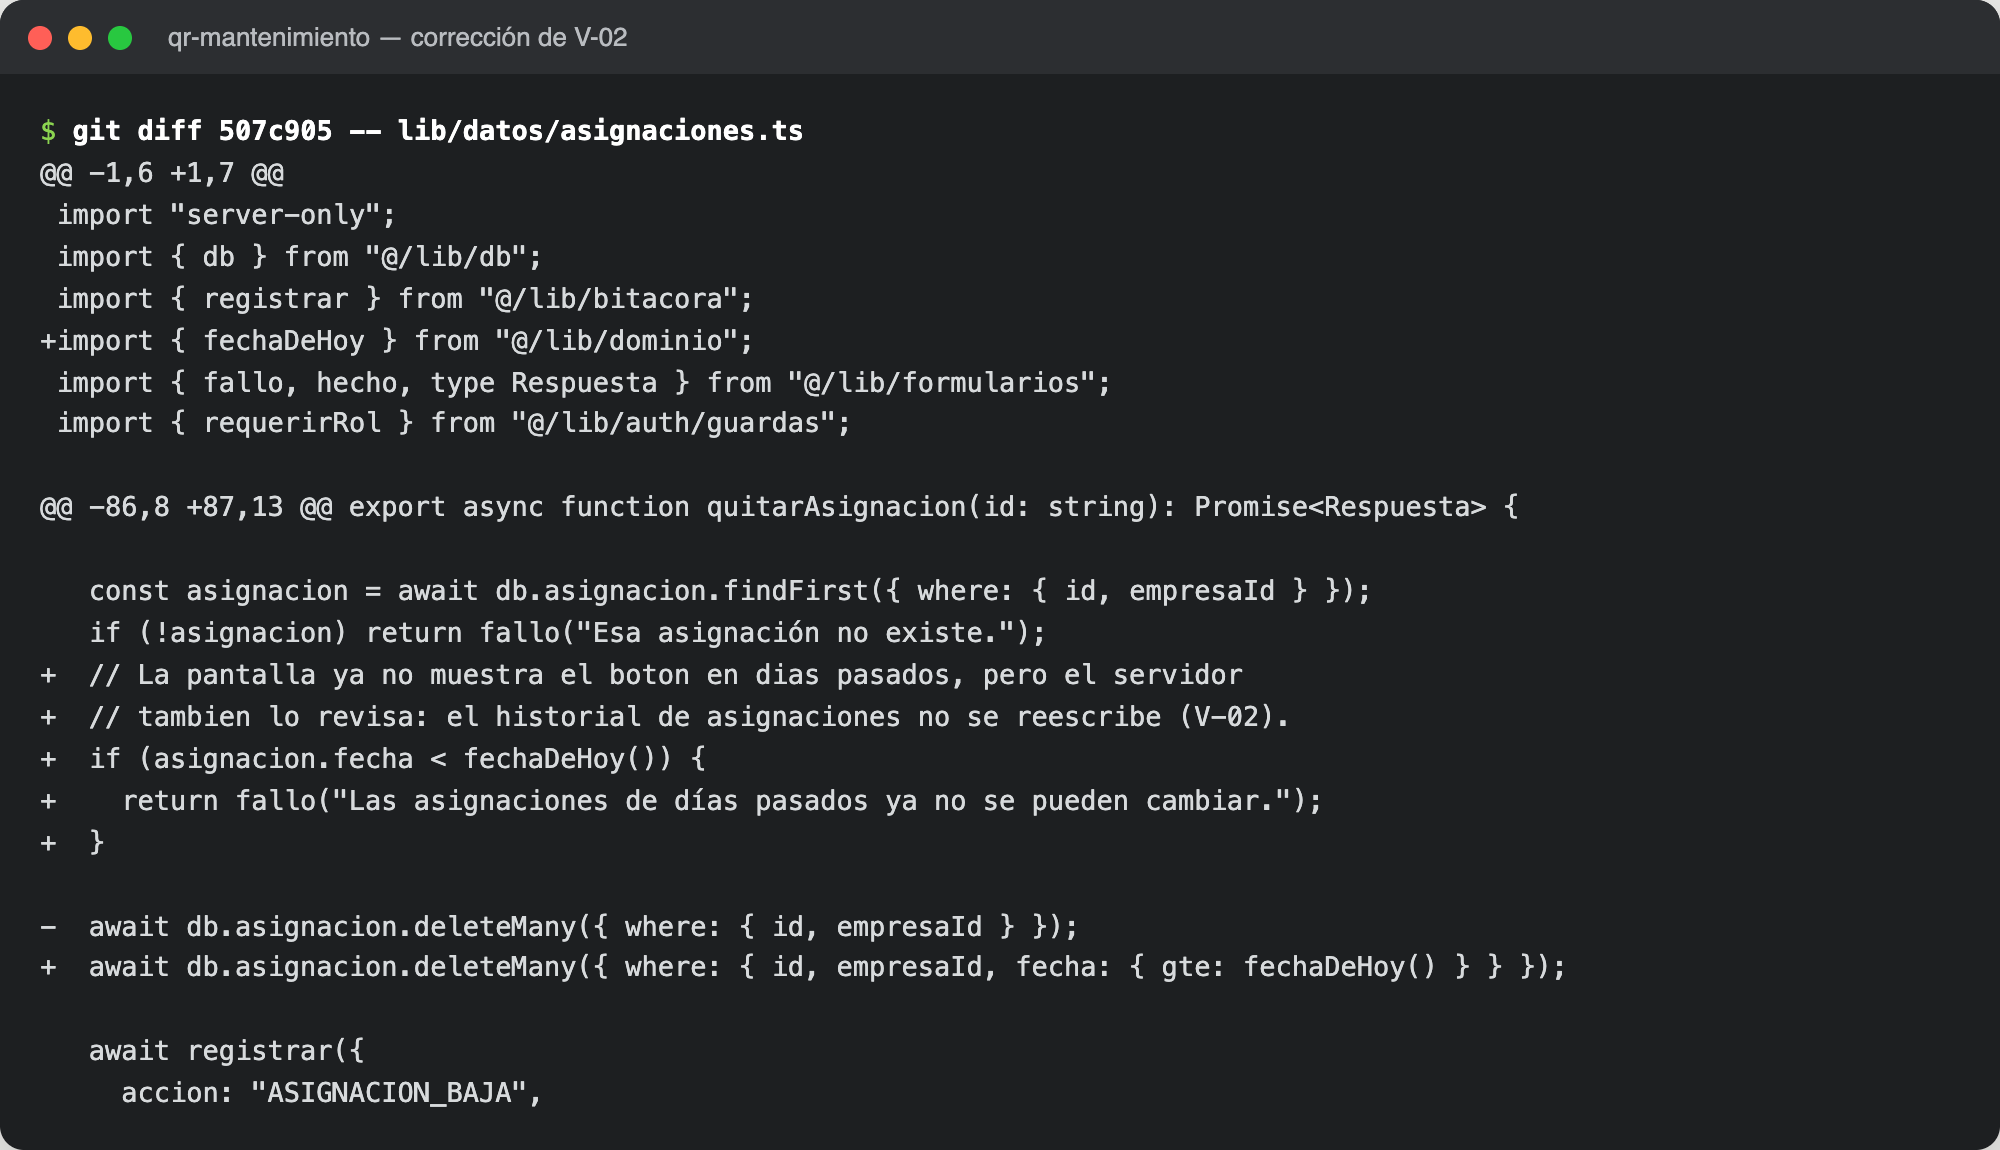 qr-mantenimiento — corrección de V-02
$ git diff 507c905 -- lib/datos/asignaciones.ts
@@ -1,6 +1,7 @@
 import "server-only";
 import { db } from "@/lib/db";
 import { registrar } from "@/lib/bitacora";
+import { fechaDeHoy } from "@/lib/dominio";
 import { fallo, hecho, type Respuesta } from "@/lib/formularios";
 import { requerirRol } from "@/lib/auth/guardas";
@@ -86,8 +87,13 @@ export async function quitarAsignacion(id: string): Promise<Respuesta> {
   const asignacion = await db.asignacion.findFirst({ where: { id, empresaId } });
   if (!asignacion) return fallo("Esa asignación no existe.");
+  // La pantalla ya no muestra el boton en dias pasados, pero el servidor
+  // tambien lo revisa: el historial de asignaciones no se reescribe (V-02).
+  if (asignacion.fecha < fechaDeHoy()) {
+    return fallo("Las asignaciones de días pasados ya no se pueden cambiar.");
+  }
-  await db.asignacion.deleteMany({ where: { id, empresaId } });
+  await db.asignacion.deleteMany({ where: { id, empresaId, fecha: { gte: fechaDeHoy() } } });
   await registrar({
     accion: "ASIGNACION_BAJA",